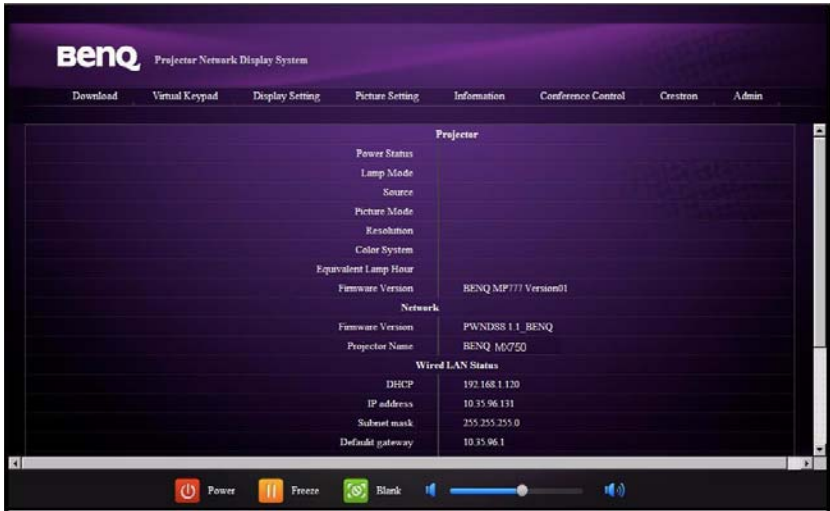 BenQ Projector Network Display System
Download Virtual Keypad Display Setting Picture Setting Information Conference Control Crestron Admin
Projector
Power Status
Lamp Mode
Source
Picture Mode
Resolution
Color System
Equivalent Lamp Hour
Firmware Version BENQ MP777 Version01
Network
Firmware Version PWNDSS 1.1_BENQ
Projector Name BENQ MX750
Wired LAN Status
DHCP 192.168.1.120
IP address 10.35.96.131
Subnet mask 255.255.255.0
Default gateway 10.35.96.1
Power Freeze Blank